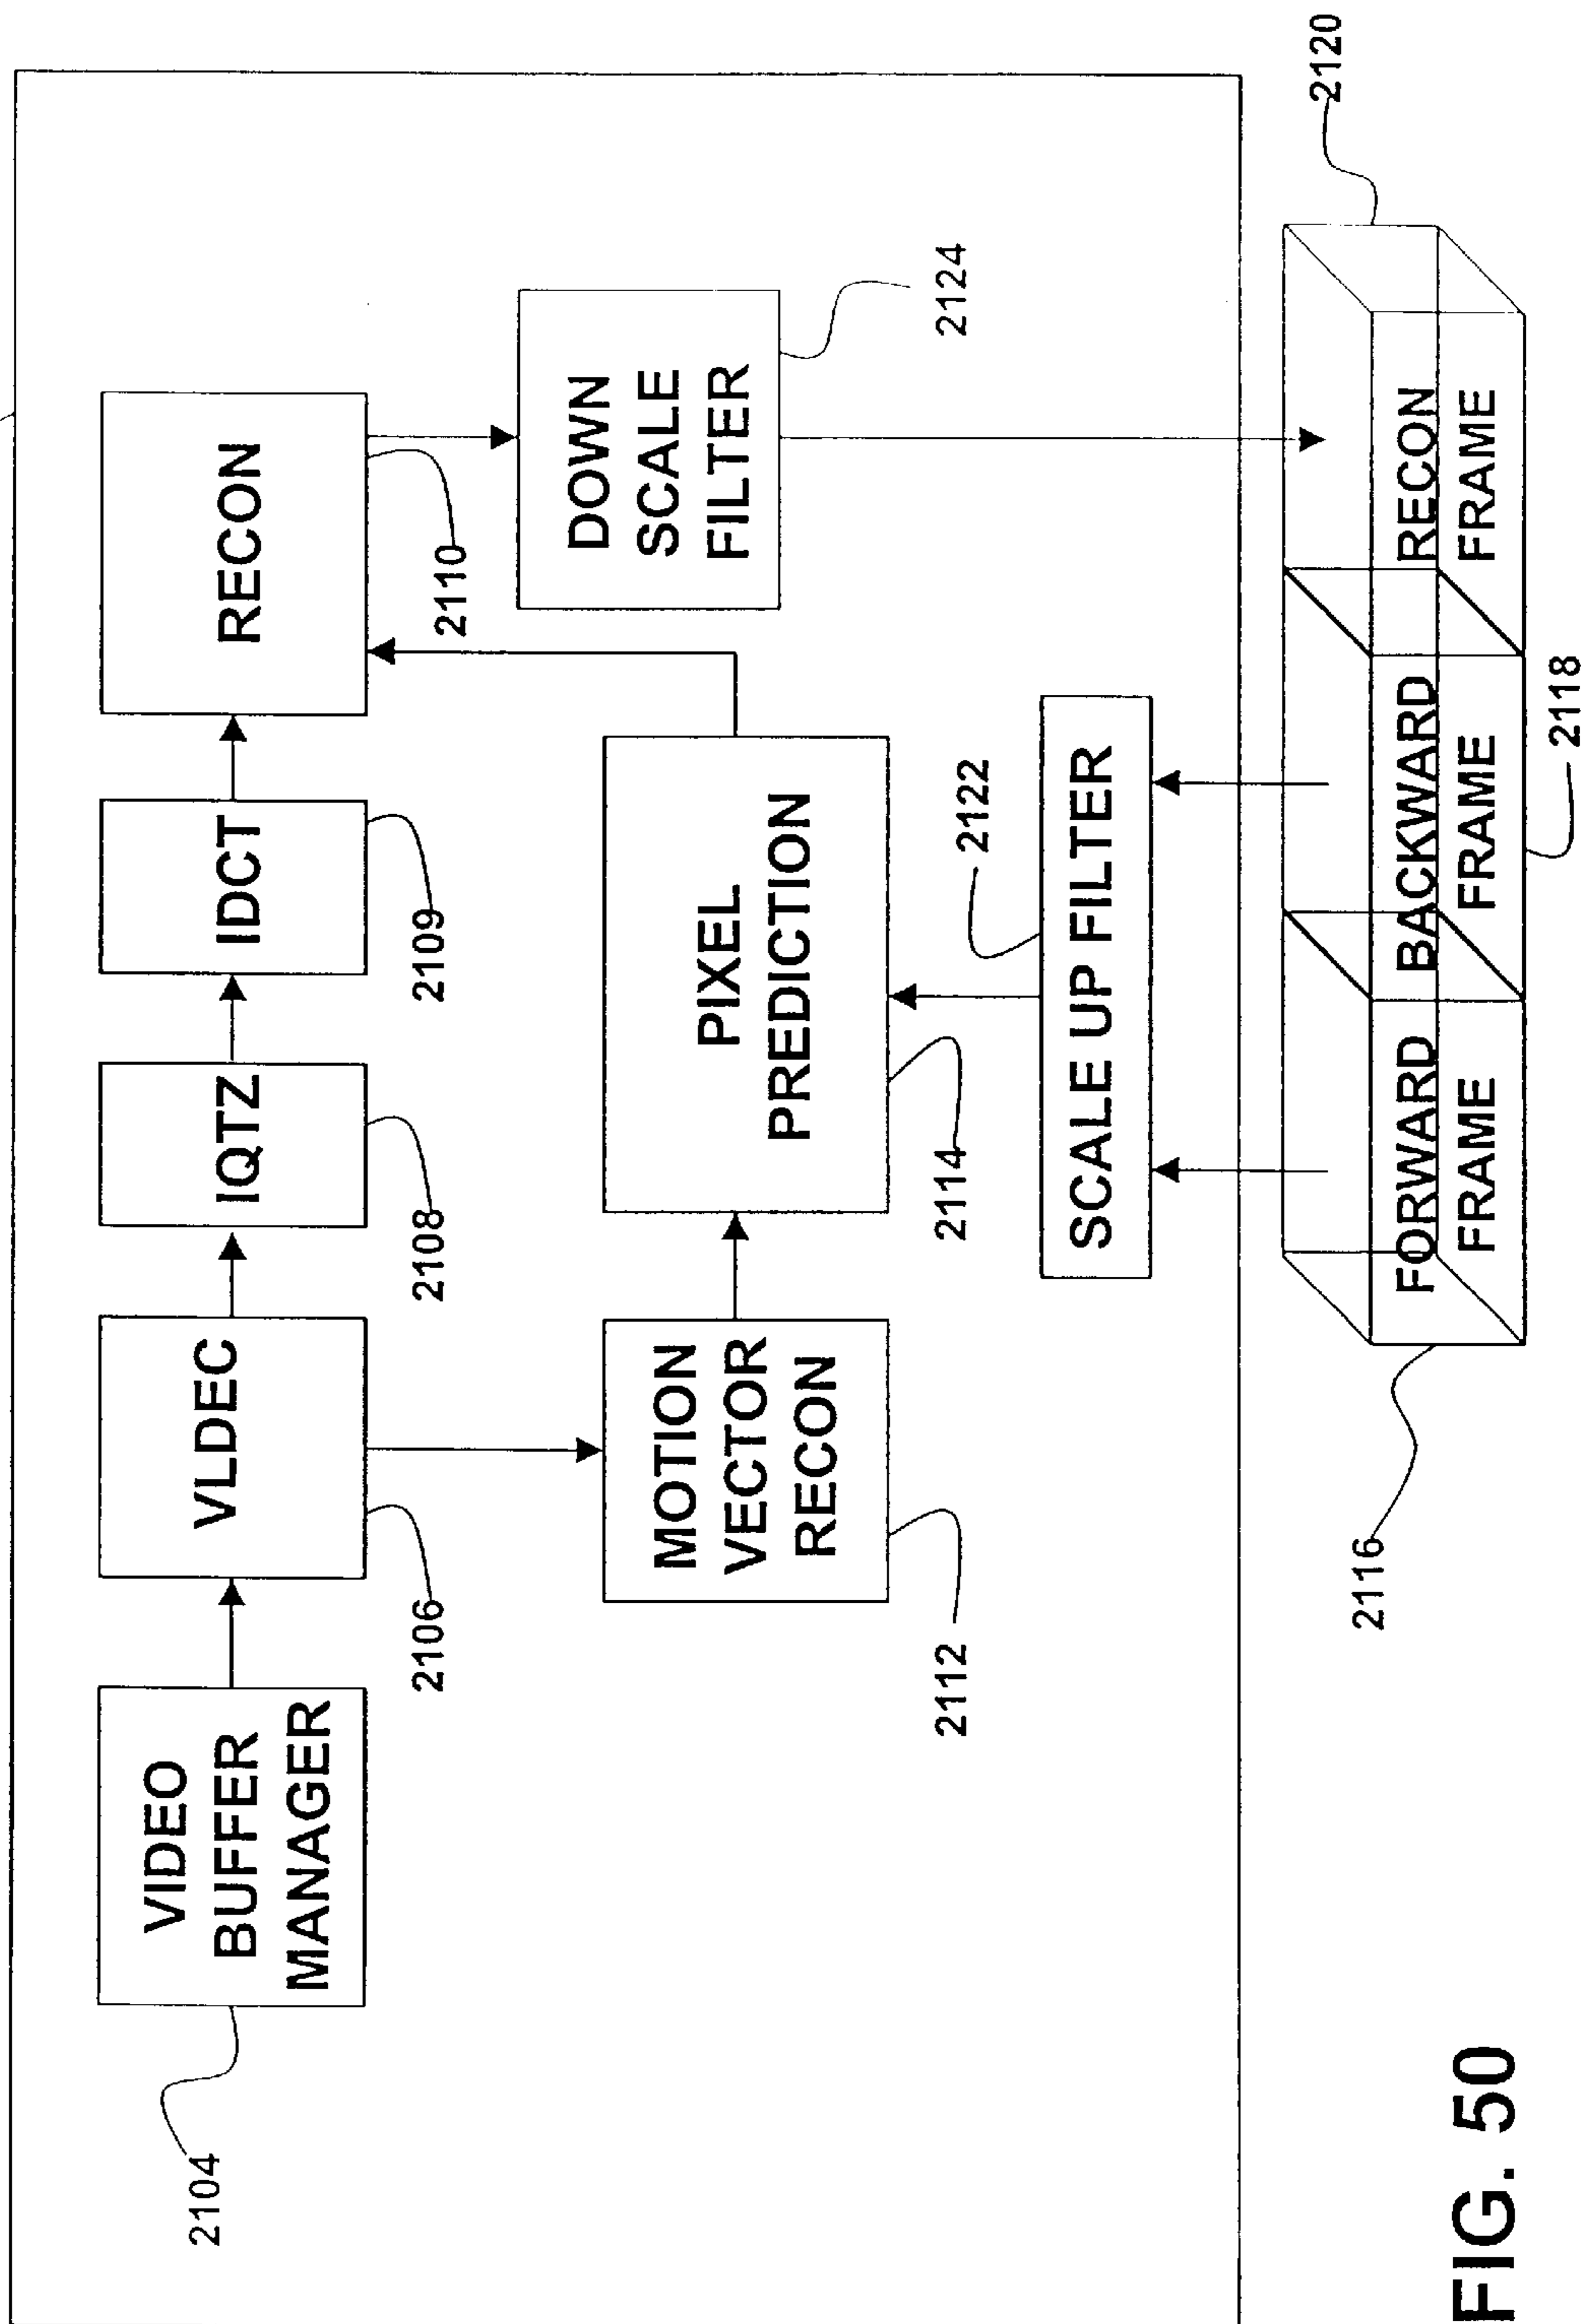 VIDEO
BUFFER
MANAGER
2104
VLDEC
2106
IQTZ
2108
IDCT
2109
RECON
2110
MOTION
VECTOR
RECON
2112
PIXEL
PREDICTION
2114
DOWN
SCALE
FILTER
2124
SCALE UP FILTER
2122
FORWARD
FRAME
2116
BACKWARD
FRAME
2118
RECON
FRAME
2120
FIG. 50